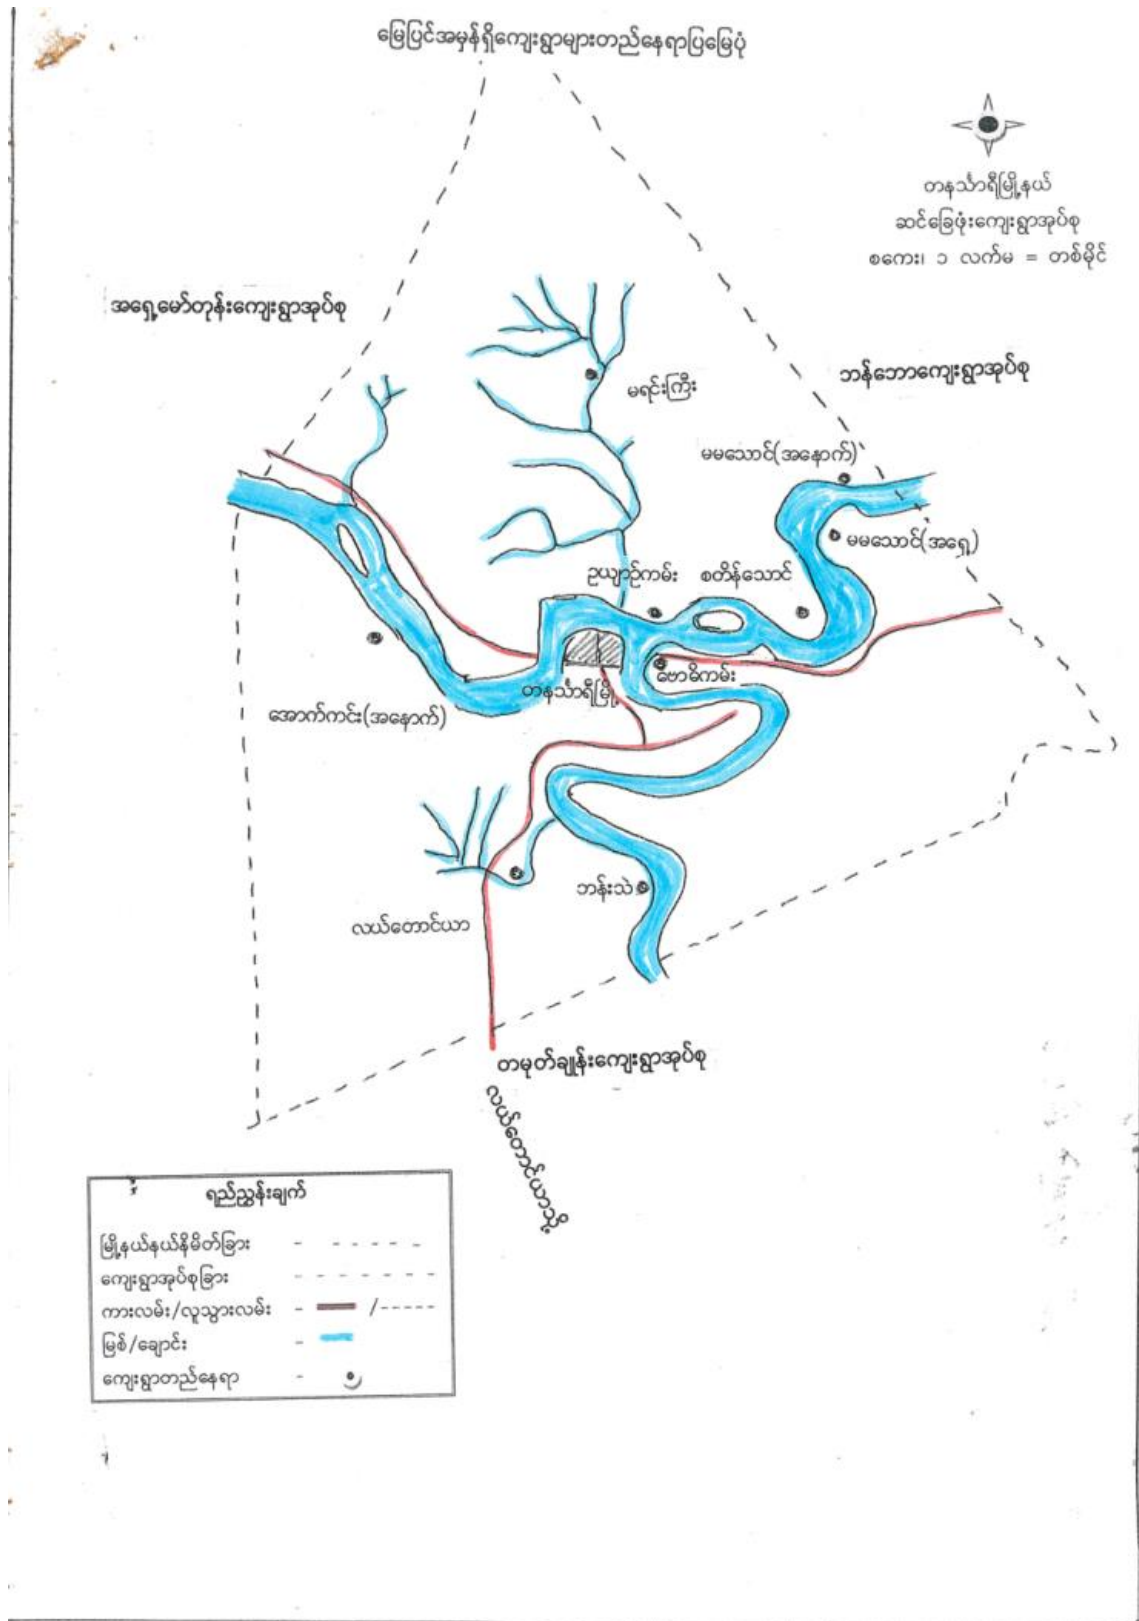 မြေပြင်အမှန်ရှိကျေးရွာများတည်နေရာပြမြေပုံ
တနင်္သာရီမြို့နယ်
ဆင်ခြေဖုံးကျေးရွာအုပ်စု
စကေး၊ ၁ လက်မ = တစ်မိုင်
အရှေ့မော်တုန်းကျေးရွာအုပ်စု
ဘန်ဘောကျေးရွာအုပ်စု
မရင်းကြီး
မမသောင်(အနောက်)
မမသောင်(အရှေ့)
ဥယျာဉ်ကမ်း
စတိန်သောင်
ဗောဓိကမ်း
တနင်္သာရီမြို့
အောက်ကင်း(အနောက်)
ဘန်းသဲ
လယ်တောင်ယာ
တမုတ်ချုန်းကျေးရွာအုပ်စု
လယ်တောင်ယာသို့
ရည်ညွှန်းချက်
မြို့နယ်နယ်နိမိတ်ခြား
ကျေးရွာအုပ်စုခြား
ကားလမ်း/လူသွားလမ်း
မြစ်/ချောင်း
ကျေးရွာတည်နေရာ